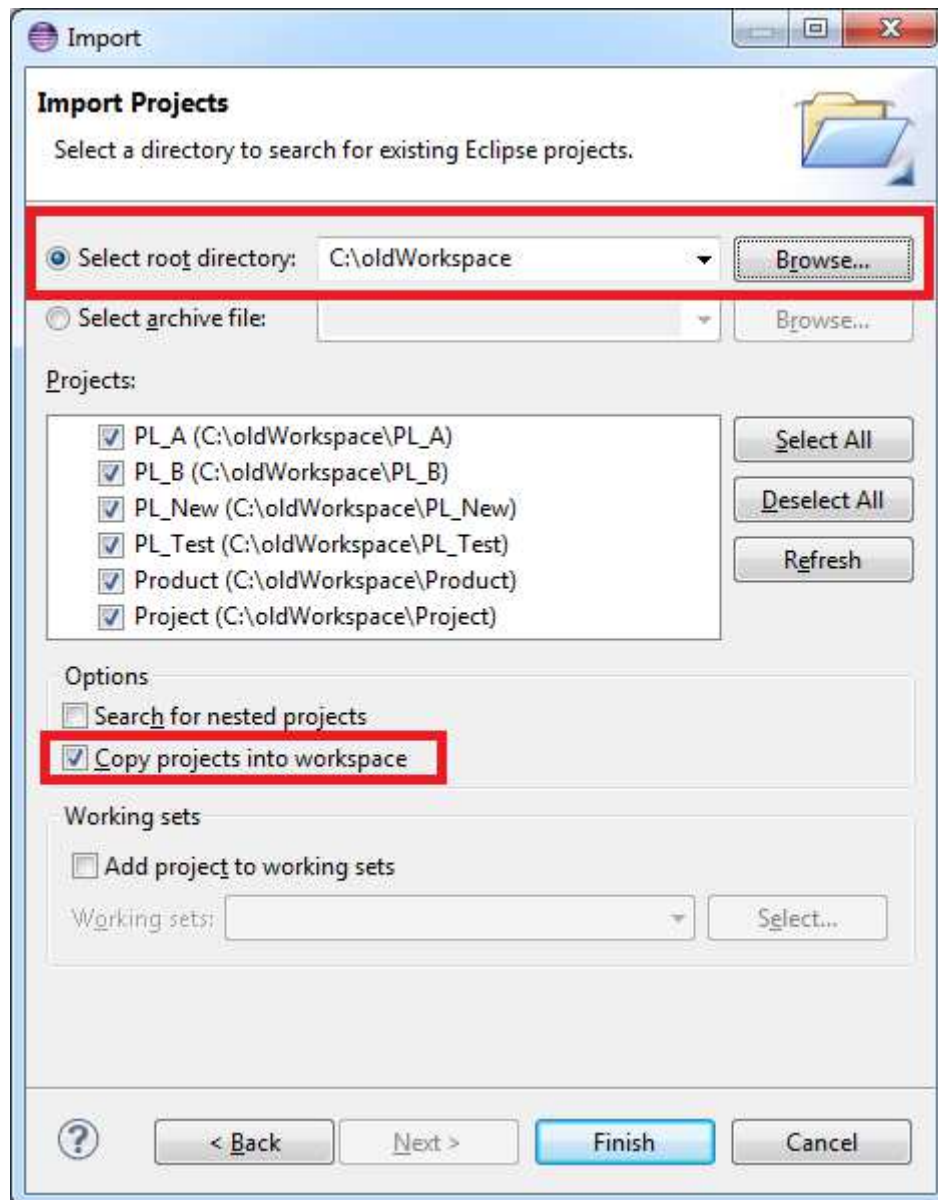 Import
Import Projects
Select a directory to search for existing Eclipse projects.
Select root directory: C:\oldWorkspace Browse...
Select archive file: Browse...
Projects:
PL_A (C:\oldWorkspace\PL_A)
PL_B (C:\oldWorkspace\PL_B)
PL_New (C:\oldWorkspace\PL_New)
PL_Test (C:\oldWorkspace\PL_Test)
Product (C:\oldWorkspace\Product)
Project (C:\oldWorkspace\Project)
Select All
Deselect All
Refresh
Options
Search for nested projects
Copy projects into workspace
Working sets
Add project to working sets
Working sets: Select...
? < Back Next > Finish Cancel